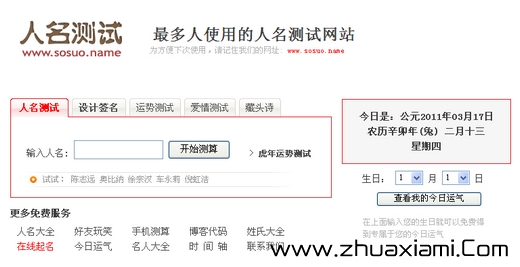 人名测试
www.sosuo.name
最多人使用的人名测试网站
为方便下次使用，请记住我们的网址: www.sosuo.name
人名测试 设计签名 运势测试 爱情测试 藏头诗
输入人名: 开始测算 > 虎年运势测试
试试: 陈志远 奥比纳 徐宗汉 车永莉 倪虹洁
今日是: 公元2011年03月17日
农历辛卯年(兔) 二月十三
星期四
生日: 1 月 1 日
查看我的今日运气
在上面输入您的生日就可以免费得
到专属于您的今日运气
更多免费服务
人名大全 好友玩笑 手机测算 博客代码 姓氏大全
在线起名 今日运气 名人大全 时 间 轴 联系我们
www.zhuaxiami.Com